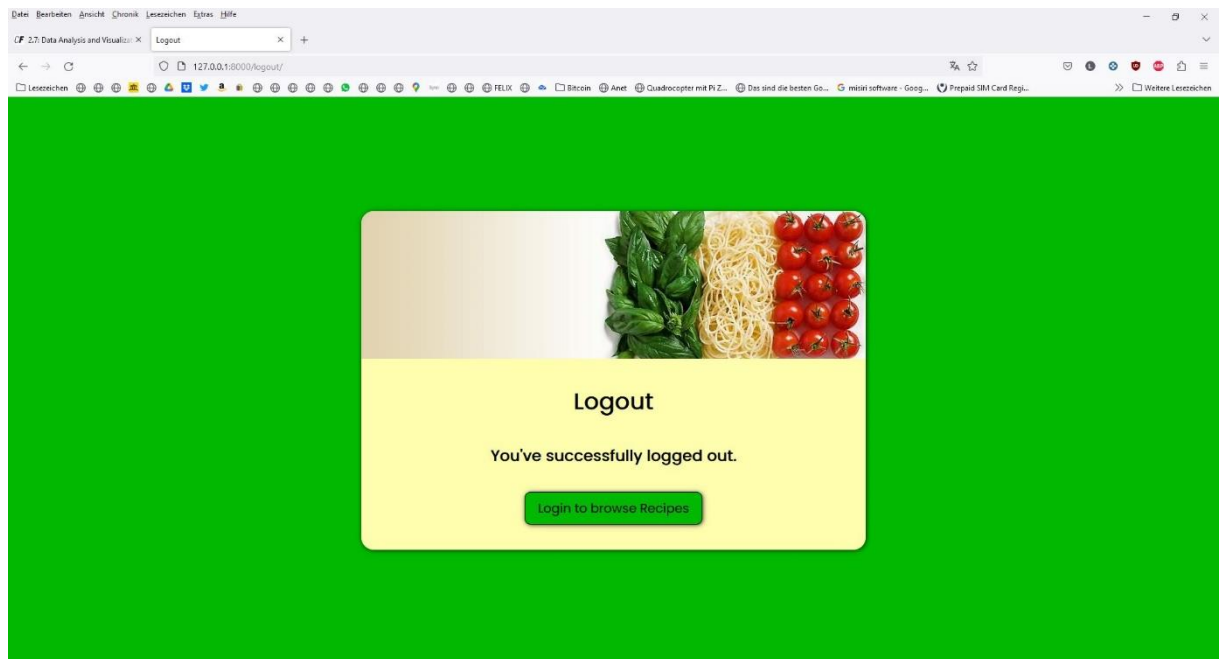 Datei Bearbeiten Ansicht Chronik Lesezeichen Extras Hilfe
CF 2.7: Data Analysis and Visualiza
Logout
127.0.0.1:8000/logout/
Lesezeichen
FELIX
Bitcoin
Anet
Quadrocopter mit Pi Z...
Das sind die besten Go...
misiri software - Goog...
Prepaid SIM Card Regi...
Weitere Lesezeichen
Logout
You've successfully logged out.
Login to browse Recipes